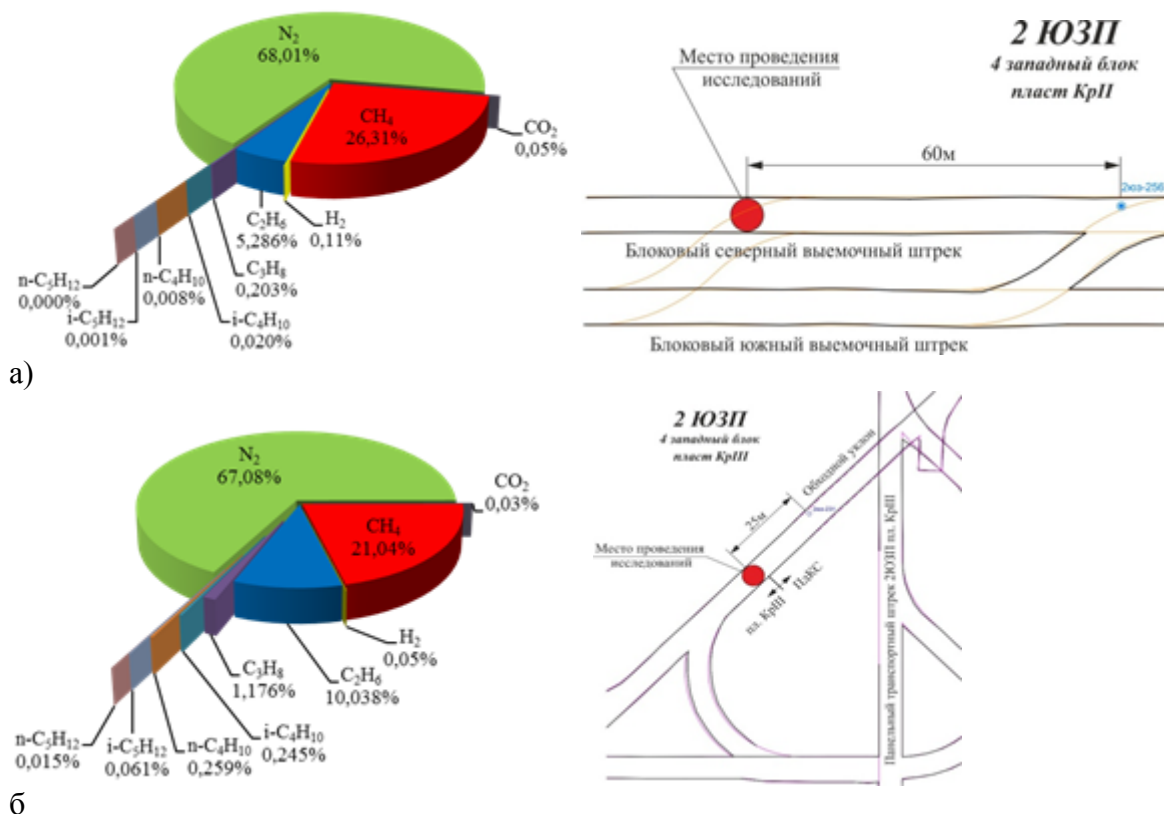 N₂
68,01%
CH₄
26,31%
CO₂
0,05%
H₂
0,11%
C₂H₆
5,286%
C₃H₈
0,203%
i-C₄H₁₀
0,020%
n-C₄H₁₀
0,008%
i-C₅H₁₂
0,001%
n-C₅H₁₂
0,000%
2 ЮЗП
4 западный блок
пласт КрII
Место проведения
исследований
60м
2юз-256
Блоковый северный выемочный штрек
Блоковый южный выемочный штрек
а)
N₂
67,08%
CH₄
21,04%
CO₂
0,03%
H₂
0,05%
C₂H₆
10,038%
C₃H₈
1,176%
i-C₄H₁₀
0,245%
n-C₄H₁₀
0,259%
i-C₅H₁₂
0,061%
n-C₅H₁₂
0,015%
2 ЮЗП
4 западный блок
пласт КрIII
Обходной уклон
25м
Место проведения
исследований
пл. КрIII
ПдКС
Панельный транспортный штрек 2ЮЗП пл. КрIII
б